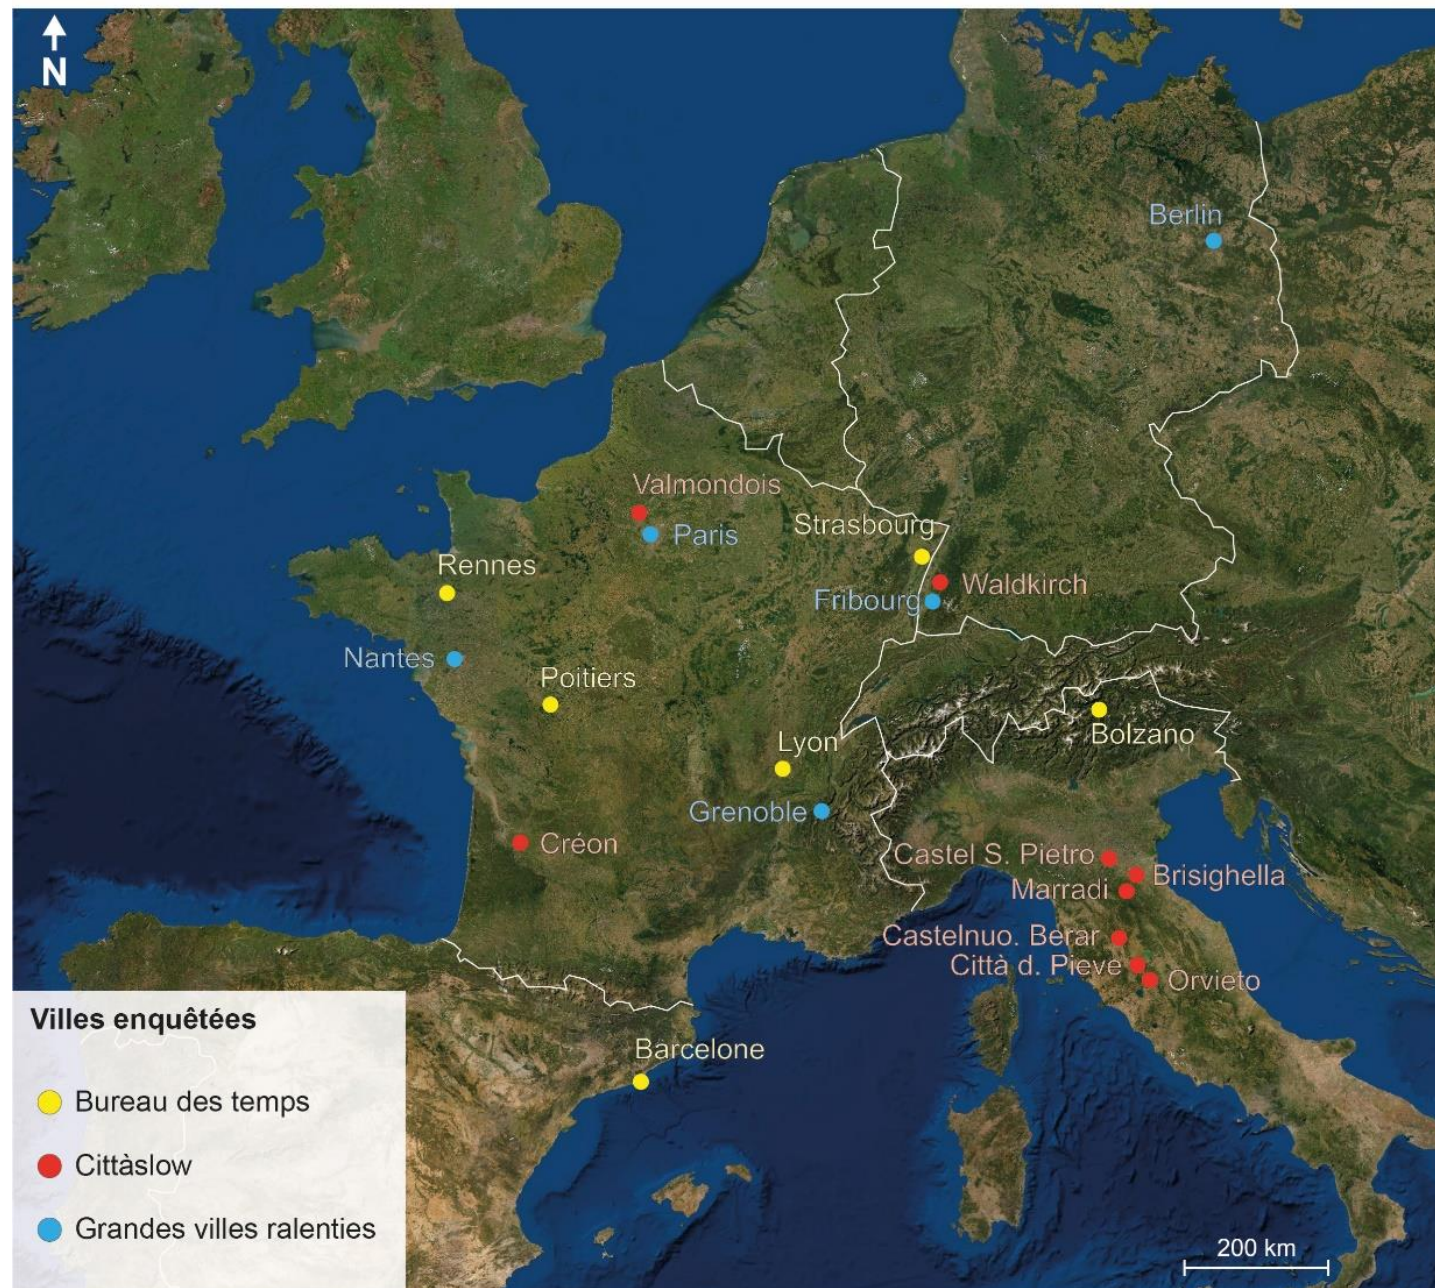 N
Berlin
Valmondois
Strasbourg
Paris
Rennes
Waldkirch
Fribourg
Nantes
Poitiers
Bolzano
Lyon
Grenoble
Créon
Castel S. Pietro
Brisighella
Marradi
Castelnuo. Berar
Città d. Pieve
Orvieto
Villes enquêtées
Barcelone
Bureau des temps
Cittàslow
Grandes villes ralenties
200 km